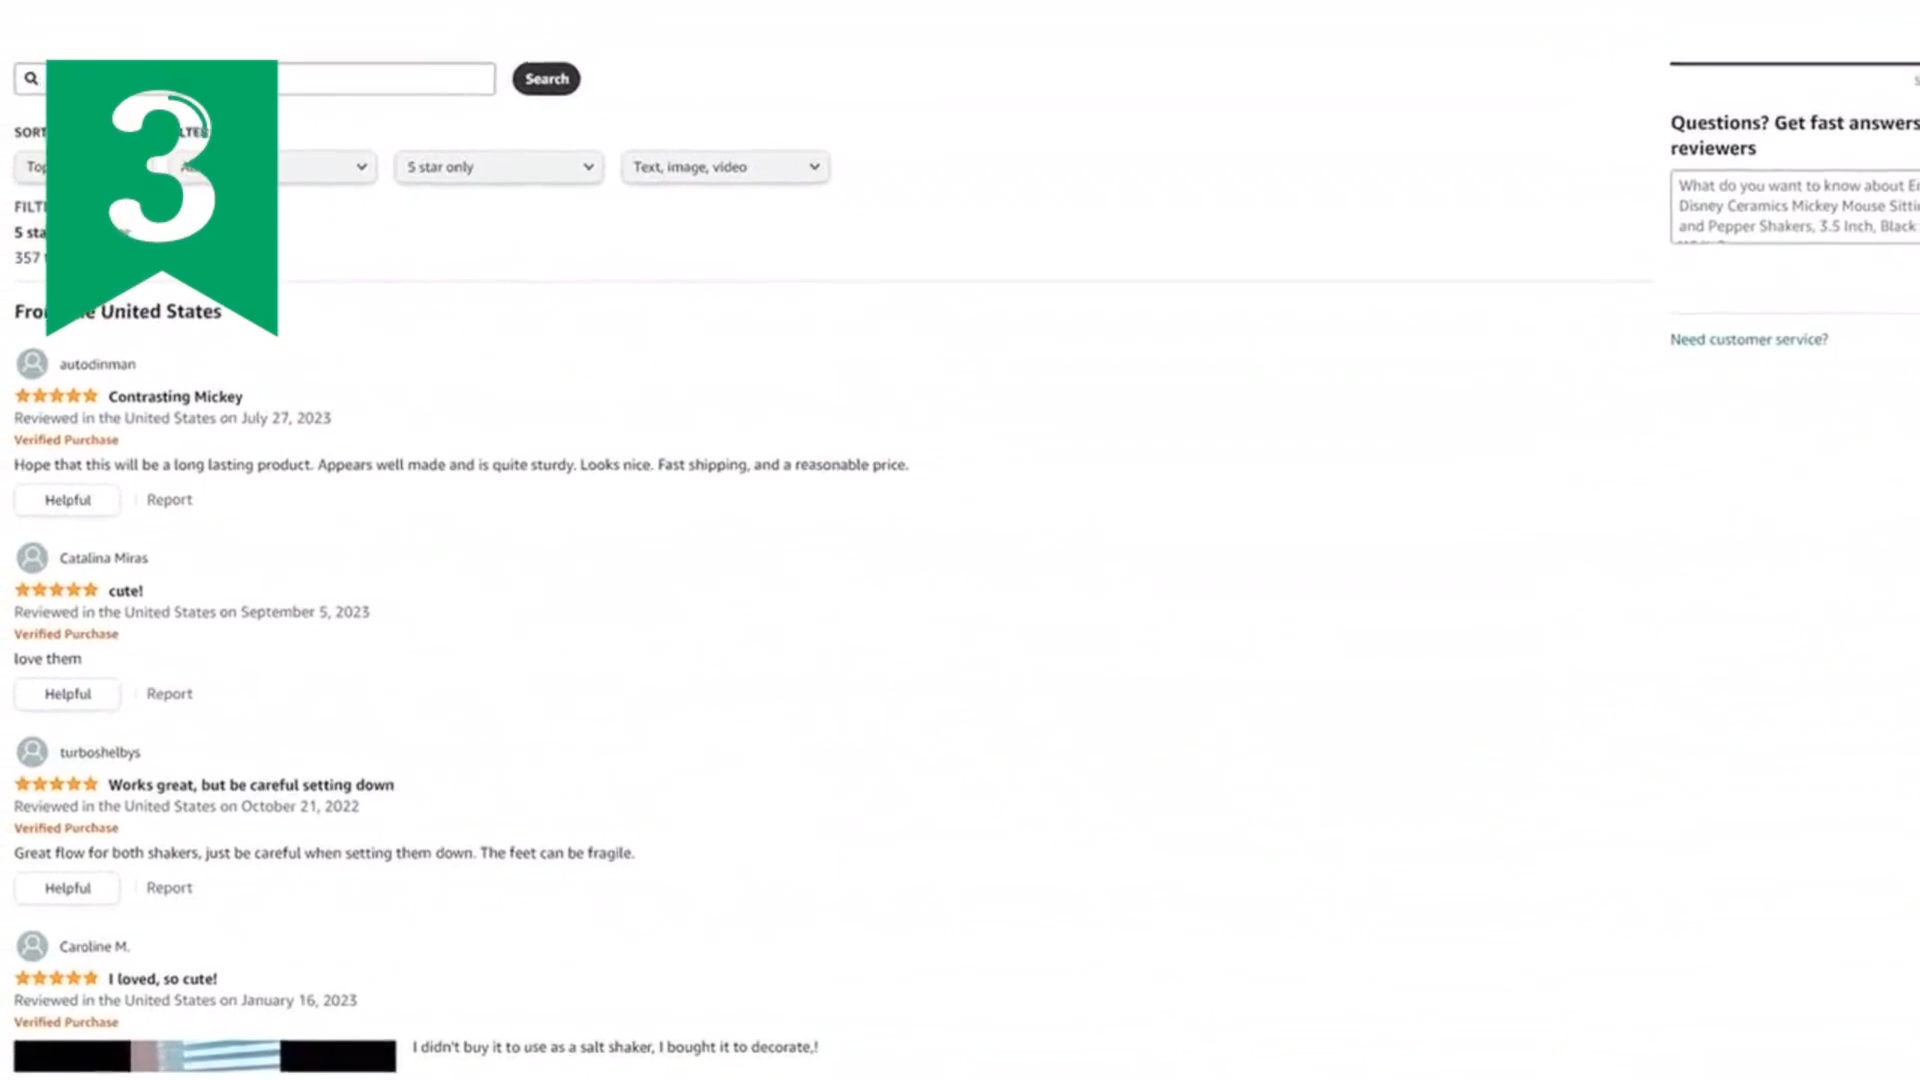 3
Search
SORT
Top
5 star only
Text, image, video
5 sta
357
United States
autodinman
Contrasting Mickey
Reviewed in the United States on July 27, 2023
Verified Purchase
Hope that this will be a long lasting product. Appears well made and is quite sturdy. Looks nice. Fast shipping, and a reasonable price.
Helpful Report
Catalina Miras
cute!
Reviewed in the United States on September 5, 2023
Verified Purchase
love them
Helpful Report
turboshelbys
Works great, but be careful setting down
Reviewed in the United States on October 21, 2022
Verified Purchase
Great flow for both shakers, just be careful when setting them down. The feet can be fragile.
Helpful Report
Caroline M.
I loved, so cute!
Reviewed in the United States on January 16, 2023
Verified Purchase
I didn't buy it to use as a salt shaker, I bought it to decorate,!
Questions? Get fast answers
reviewers
What do you want to know about
Disney Ceramics Mickey Mouse
and Pepper Shakers, 3.5 Inch, Black
Need customer service?